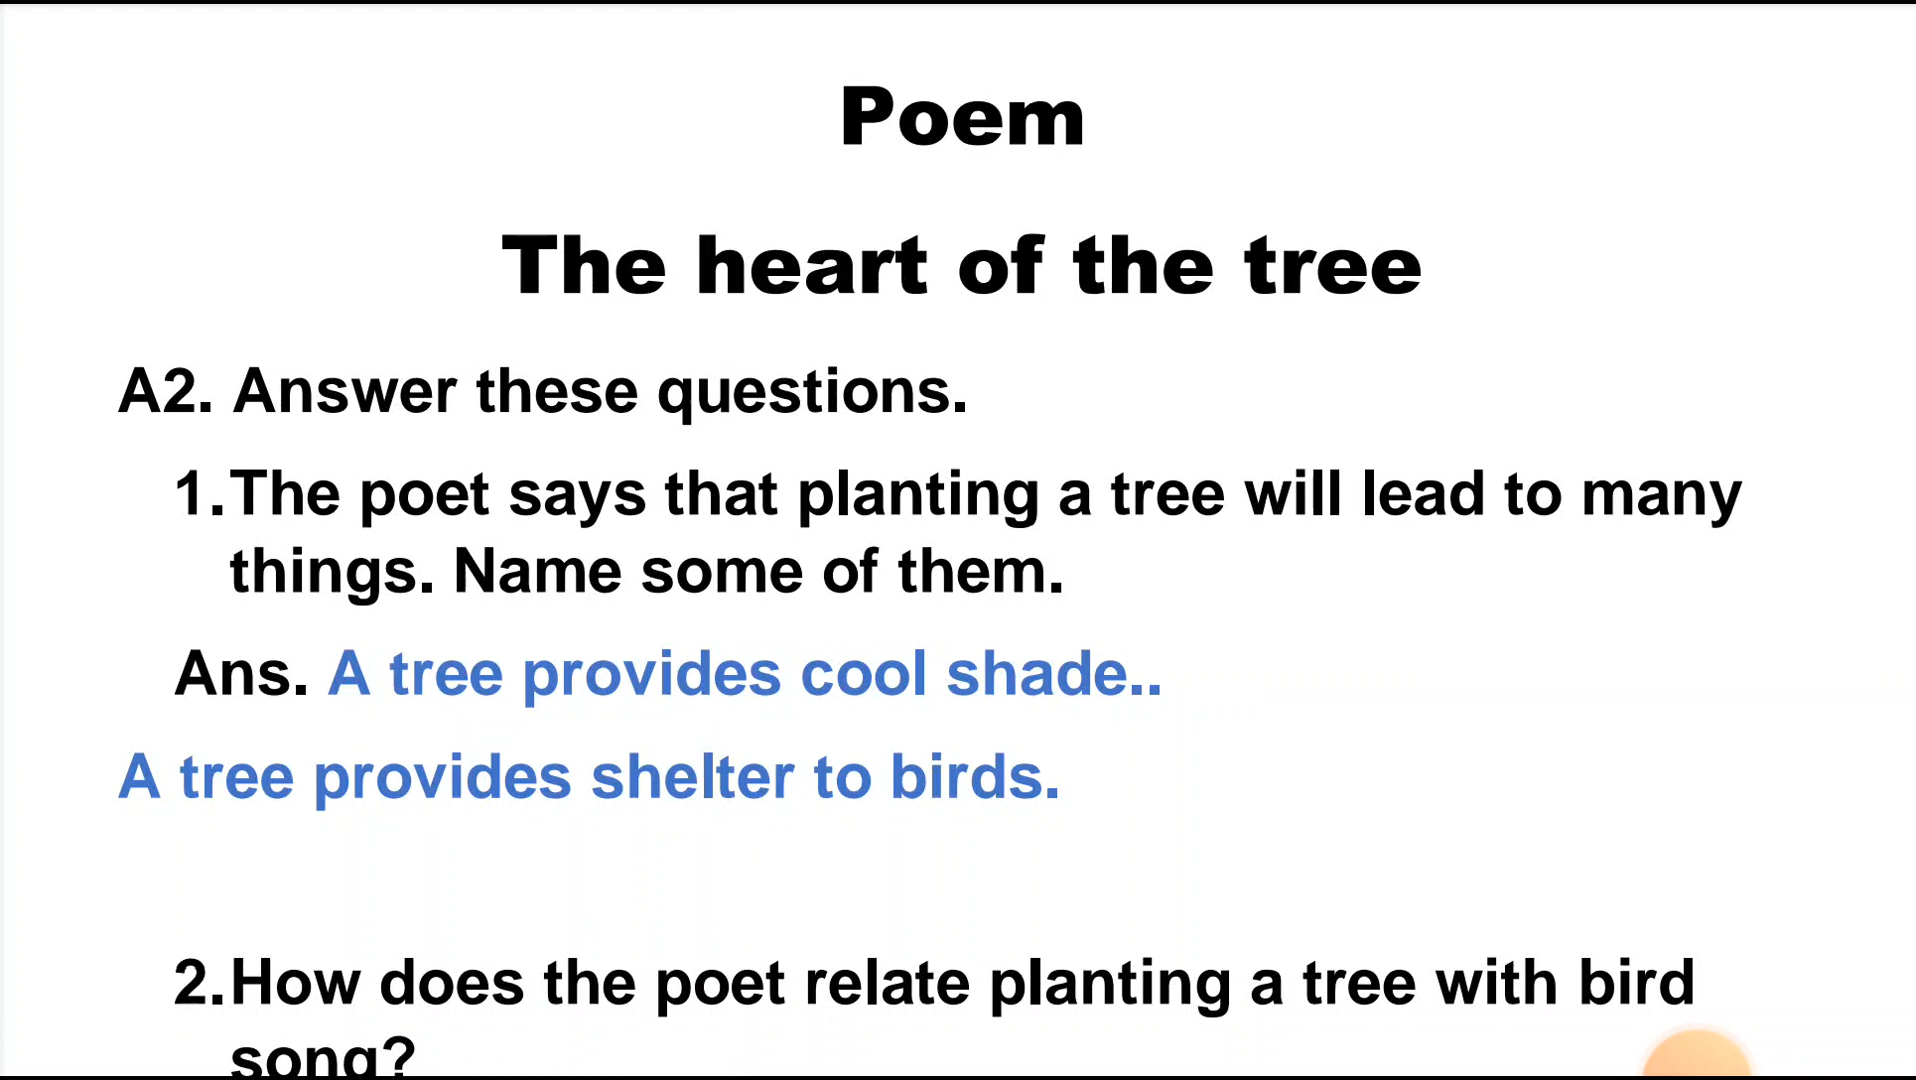 Poem
The heart of the tree
A2. Answer these questions.
1.The poet says that planting a tree will lead to many
things. Name some of them.
Ans. A tree provides cool shade..
A tree provides shelter to birds.
2.How does the poet relate planting a tree with bird
song?